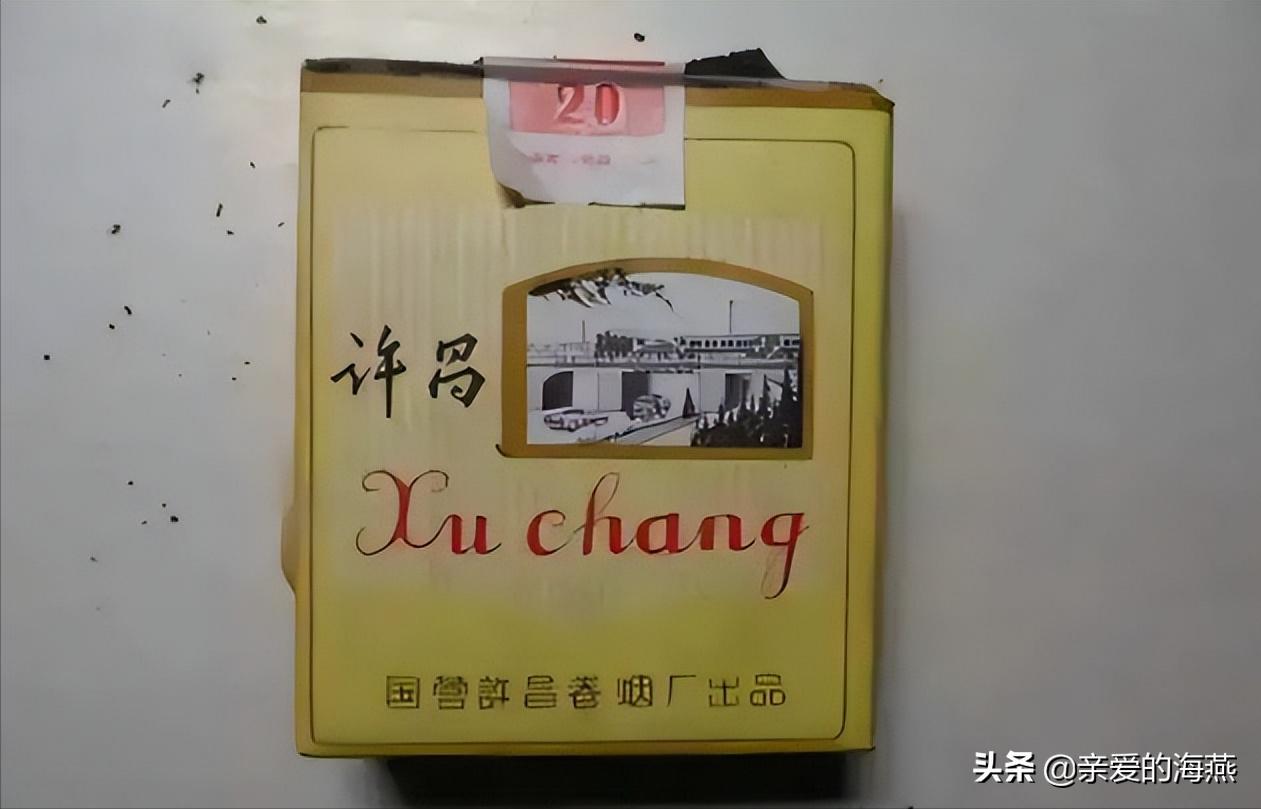 20
许昌
Xu chang
国营許昌卷烟厂出品
头条 @亲爱的海燕